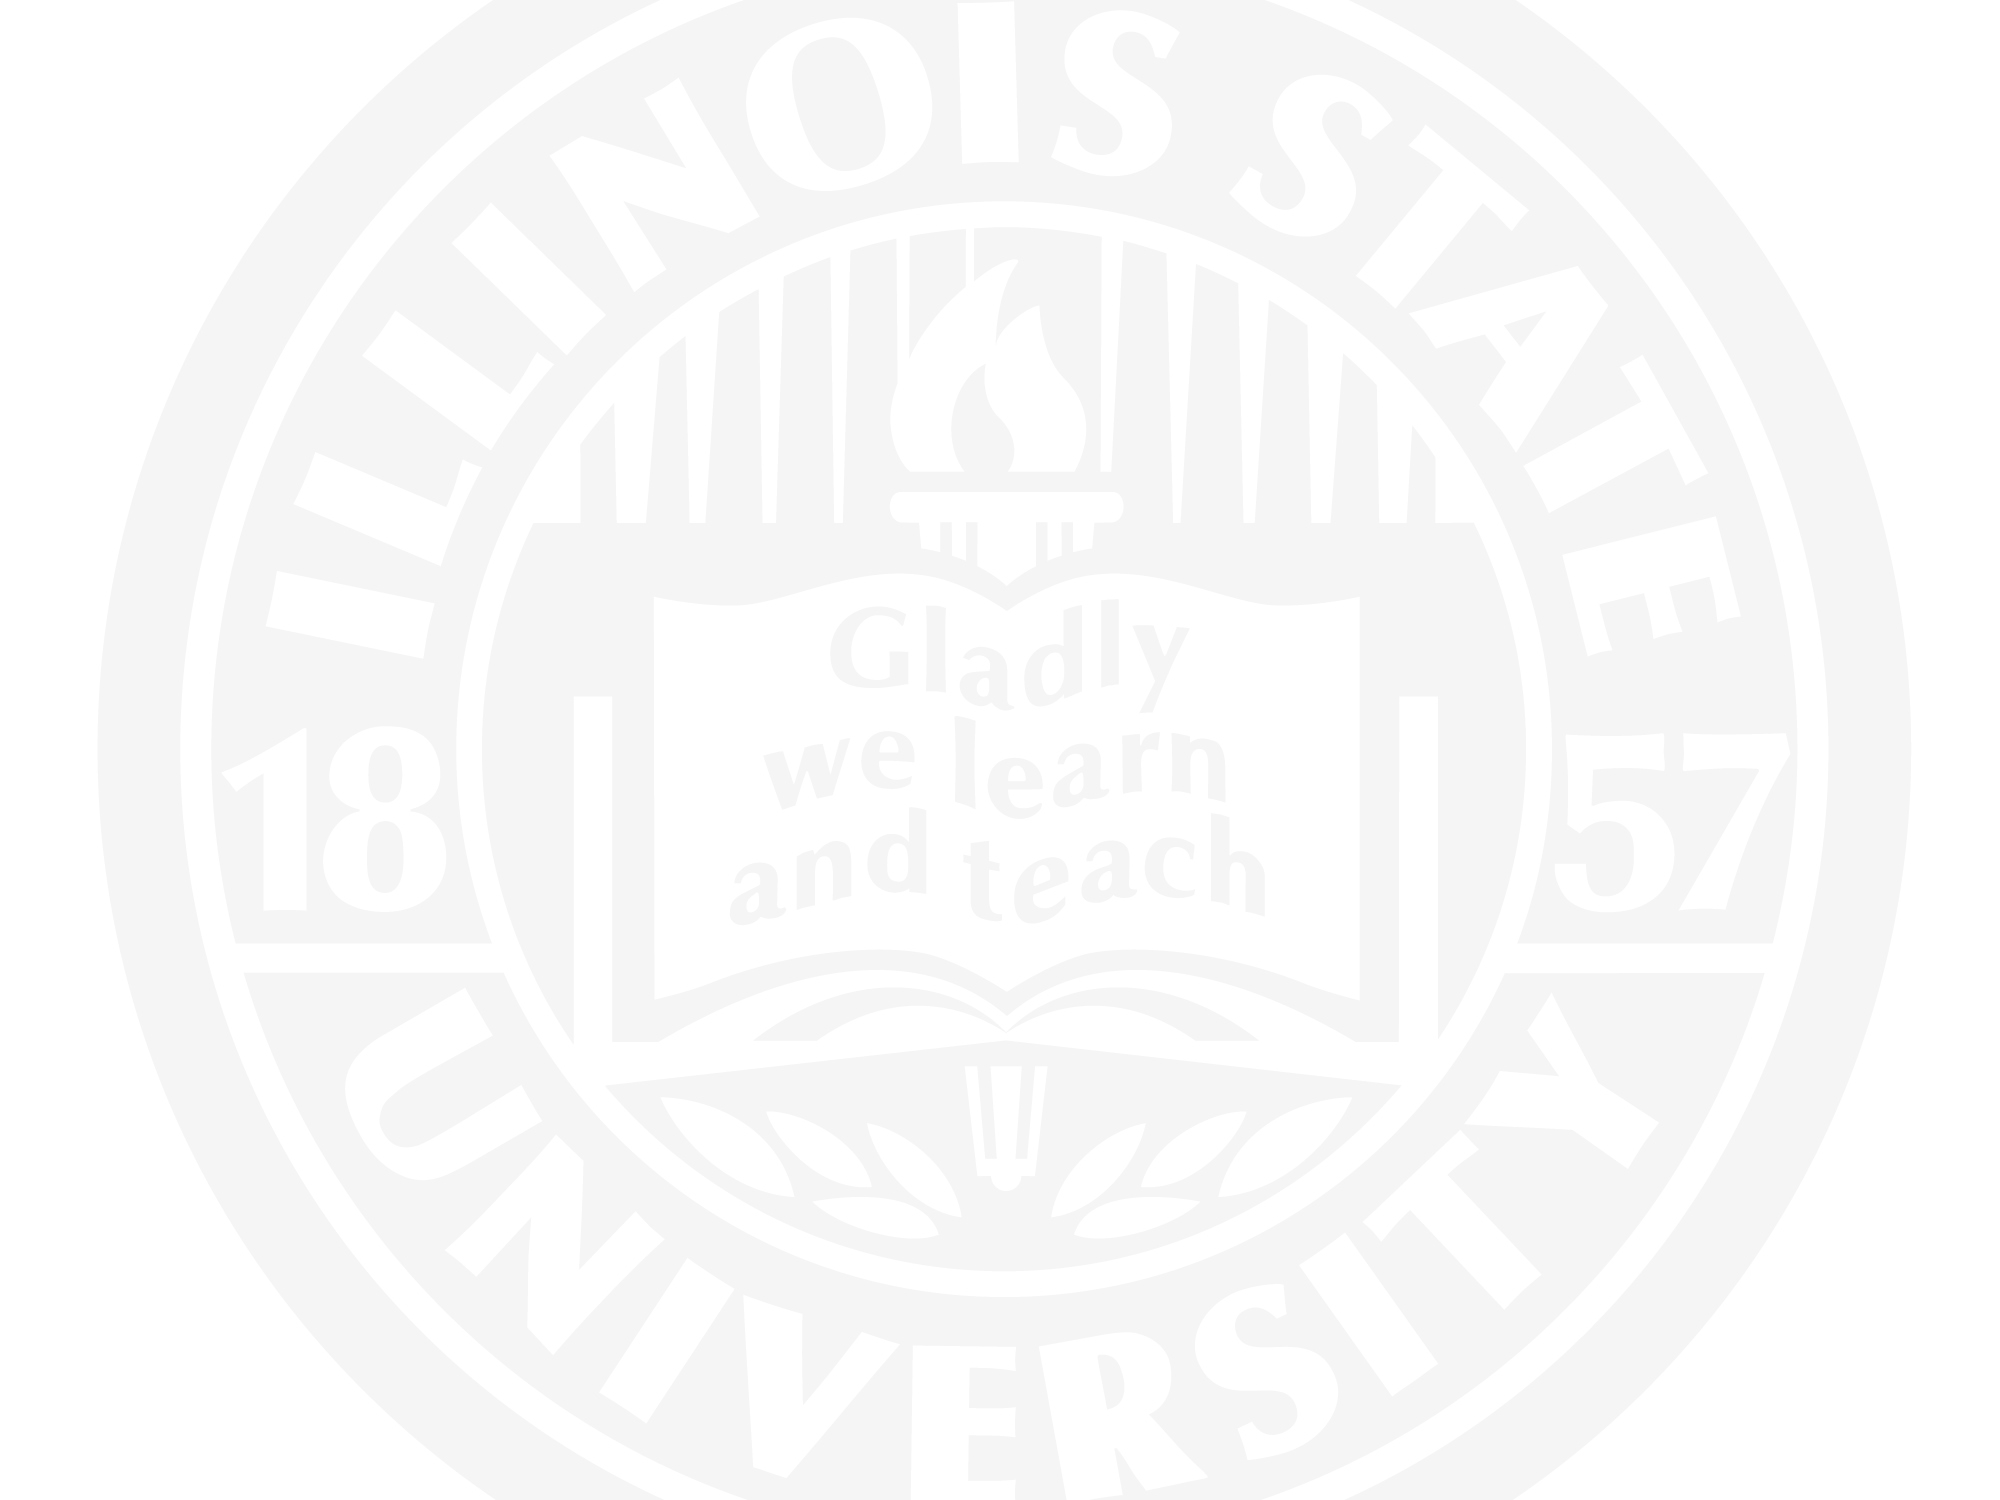 ILLINOIS STATE
18 57
Gladly
we learn
and teach
UNIVERSITY